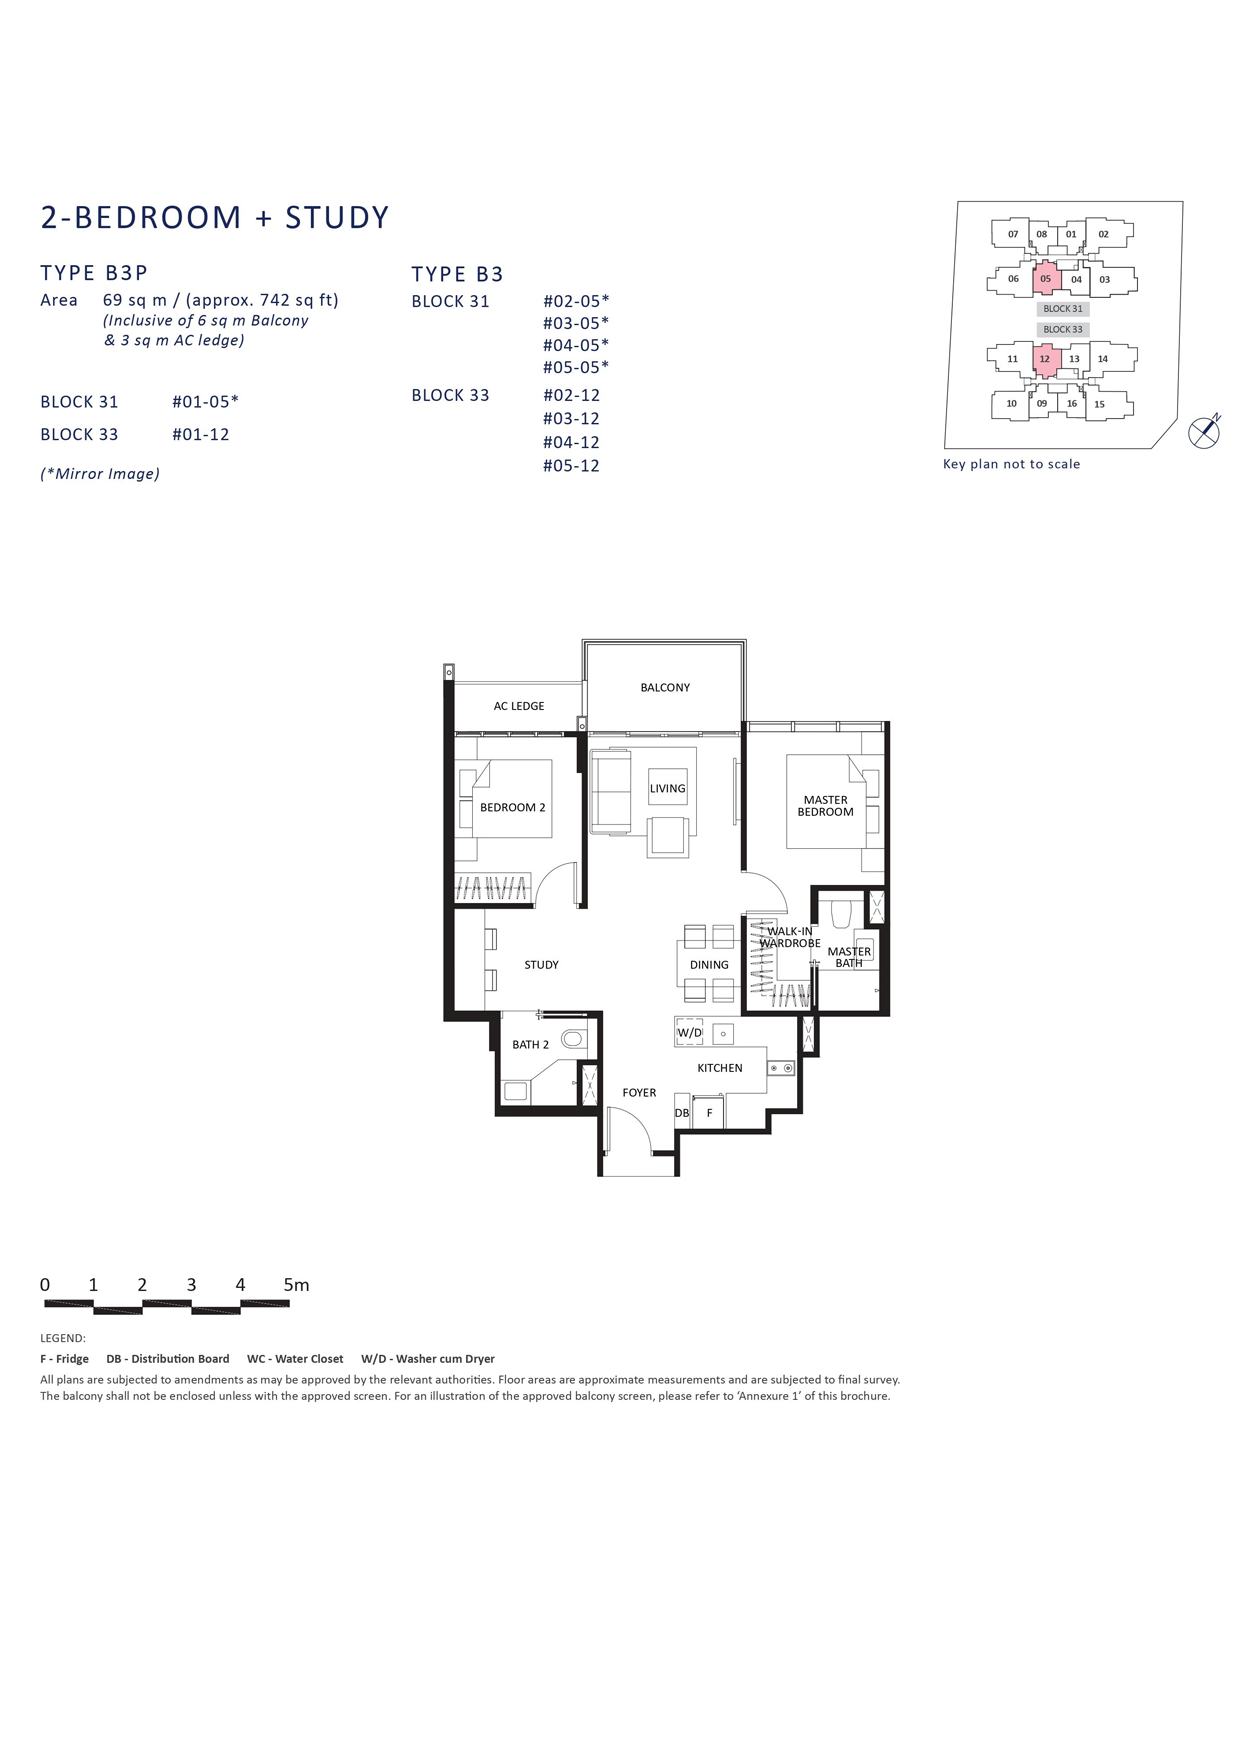 2-BEDROOM + STUDY
TYPE B3P
Area 69 sq m / (approx. 742 sq ft)
(Inclusive of 6 sq m Balcony
& 3 sq m AC ledge)
BLOCK 31 #01-05*
BLOCK 33 #01-12
(*Mirror Image)
TYPE B3
BLOCK 31 #02-05*
#03-05*
#04-05*
#05-05*
BLOCK 33 #02-12
#03-12
#04-12
#05-12
07 08 01 02
06 05 04 03
BLOCK 31
BLOCK 33
11 12 13 14
10 09 16 15
N
Key plan not to scale
BALCONY
AC LEDGE
LIVING
BEDROOM 2
MASTER
BEDROOM
WALK-IN
WARDROBE
MASTER
BATH
STUDY
DINING
W/D
BATH 2
KITCHEN
FOYER
DB
F
0 1 2 3 4 5m
LEGEND:
F - Fridge DB - Distribution Board WC - Water Closet W/D - Washer cum Dryer
All plans are subjected to amendments as may be approved by the relevant authorities. Floor areas are approximate measurements and are subjected to final survey.
The balcony shall not be enclosed unless with the approved screen. For an illustration of the approved balcony screen, please refer to ‘Annexure 1’ of this brochure.